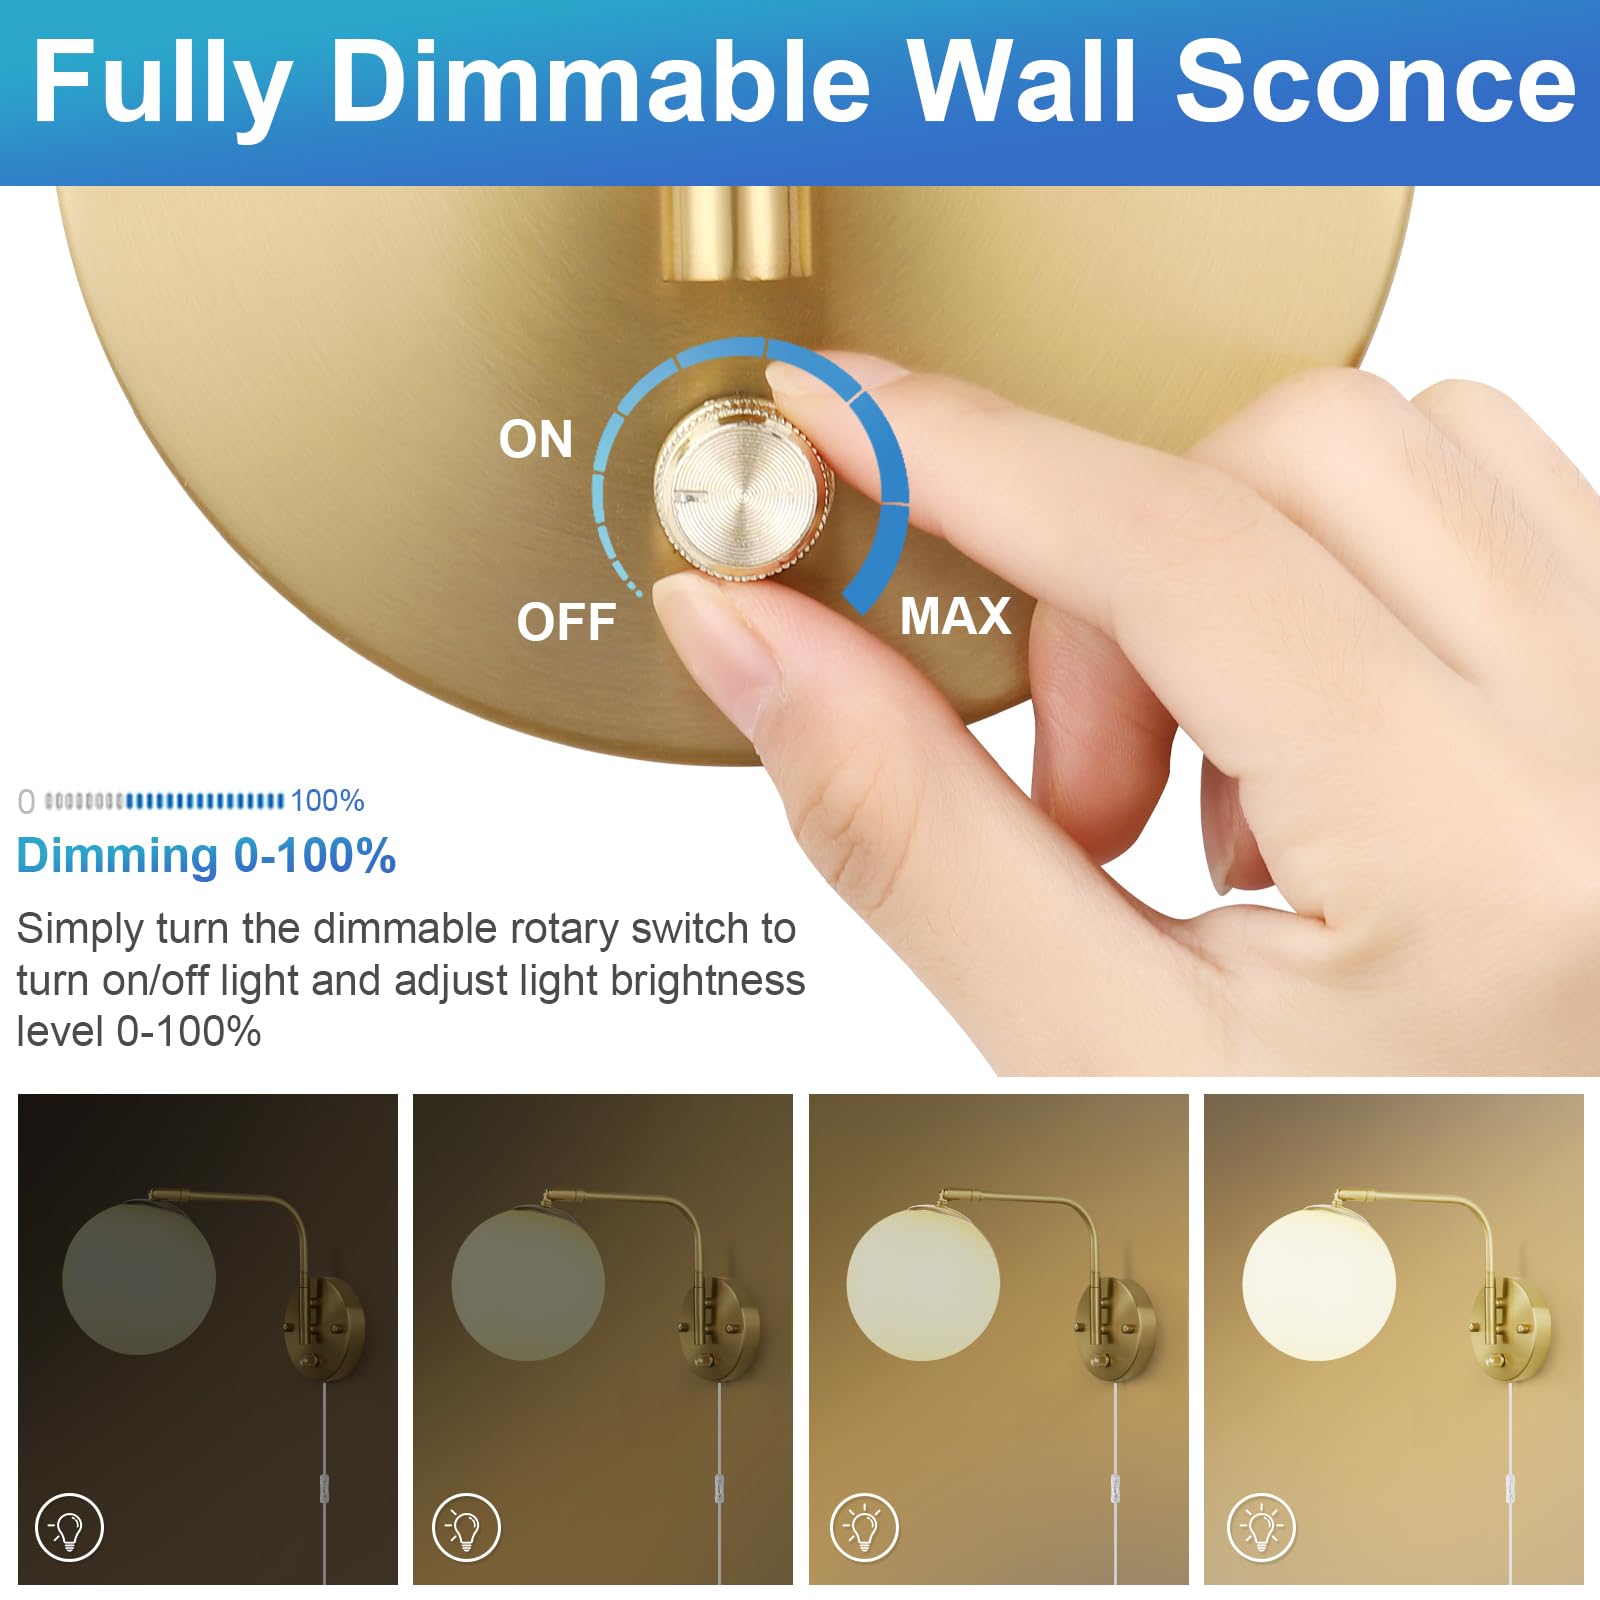 Fully Dimmable Wall Sconce
ON
OFF
MAX
0 100%
Dimming 0-100%
Simply turn the dimmable rotary switch to
turn on/off light and adjust light brightness
level 0-100%